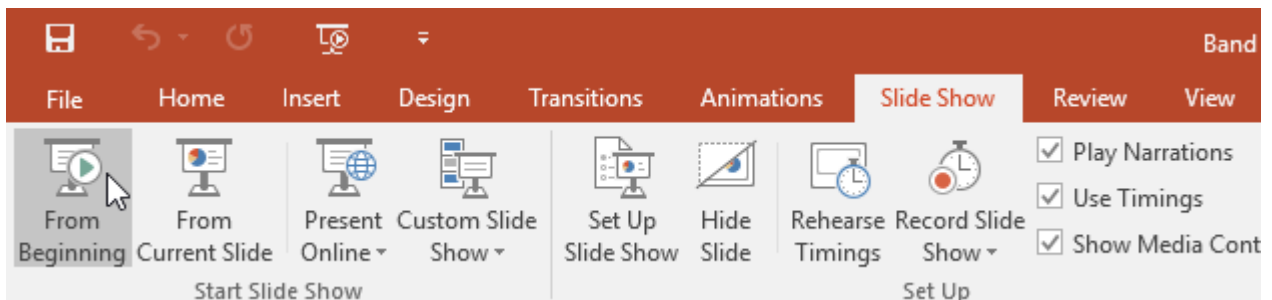 Band
File Home Insert Design Transitions Animations Slide Show Review View
From Beginning
From Current Slide
Present Online
Custom Slide Show
Set Up Slide Show
Hide Slide
Rehearse Timings
Record Slide Show
Play Narrations
Use Timings
Show Media Cont
Start Slide Show
Set Up